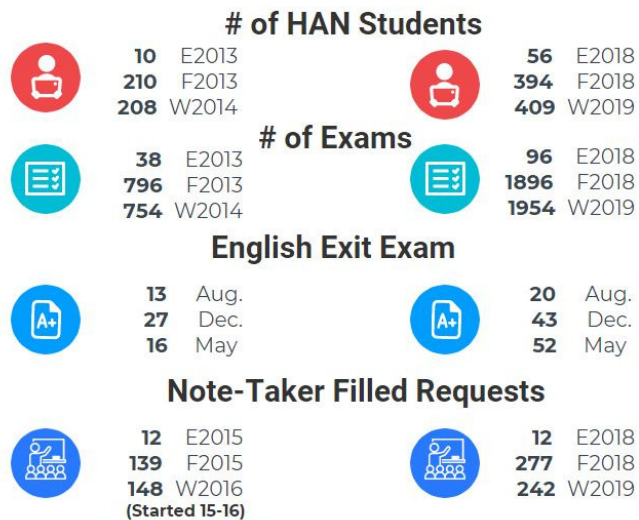 # of HAN Students
10 E2013
210 F2013
208 W2014
56 E2018
394 F2018
409 W2019
# of Exams
38 E2013
796 F2013
754 W2014
96 E2018
1896 F2018
1954 W2019
English Exit Exam
A+
13 Aug.
27 Dec.
16 May
A+
20 Aug.
43 Dec.
52 May
Note-Taker Filled Requests
12 E2015
139 F2015
148 W2016
(Started 15-16)
12 E2018
277 F2018
242 W2019